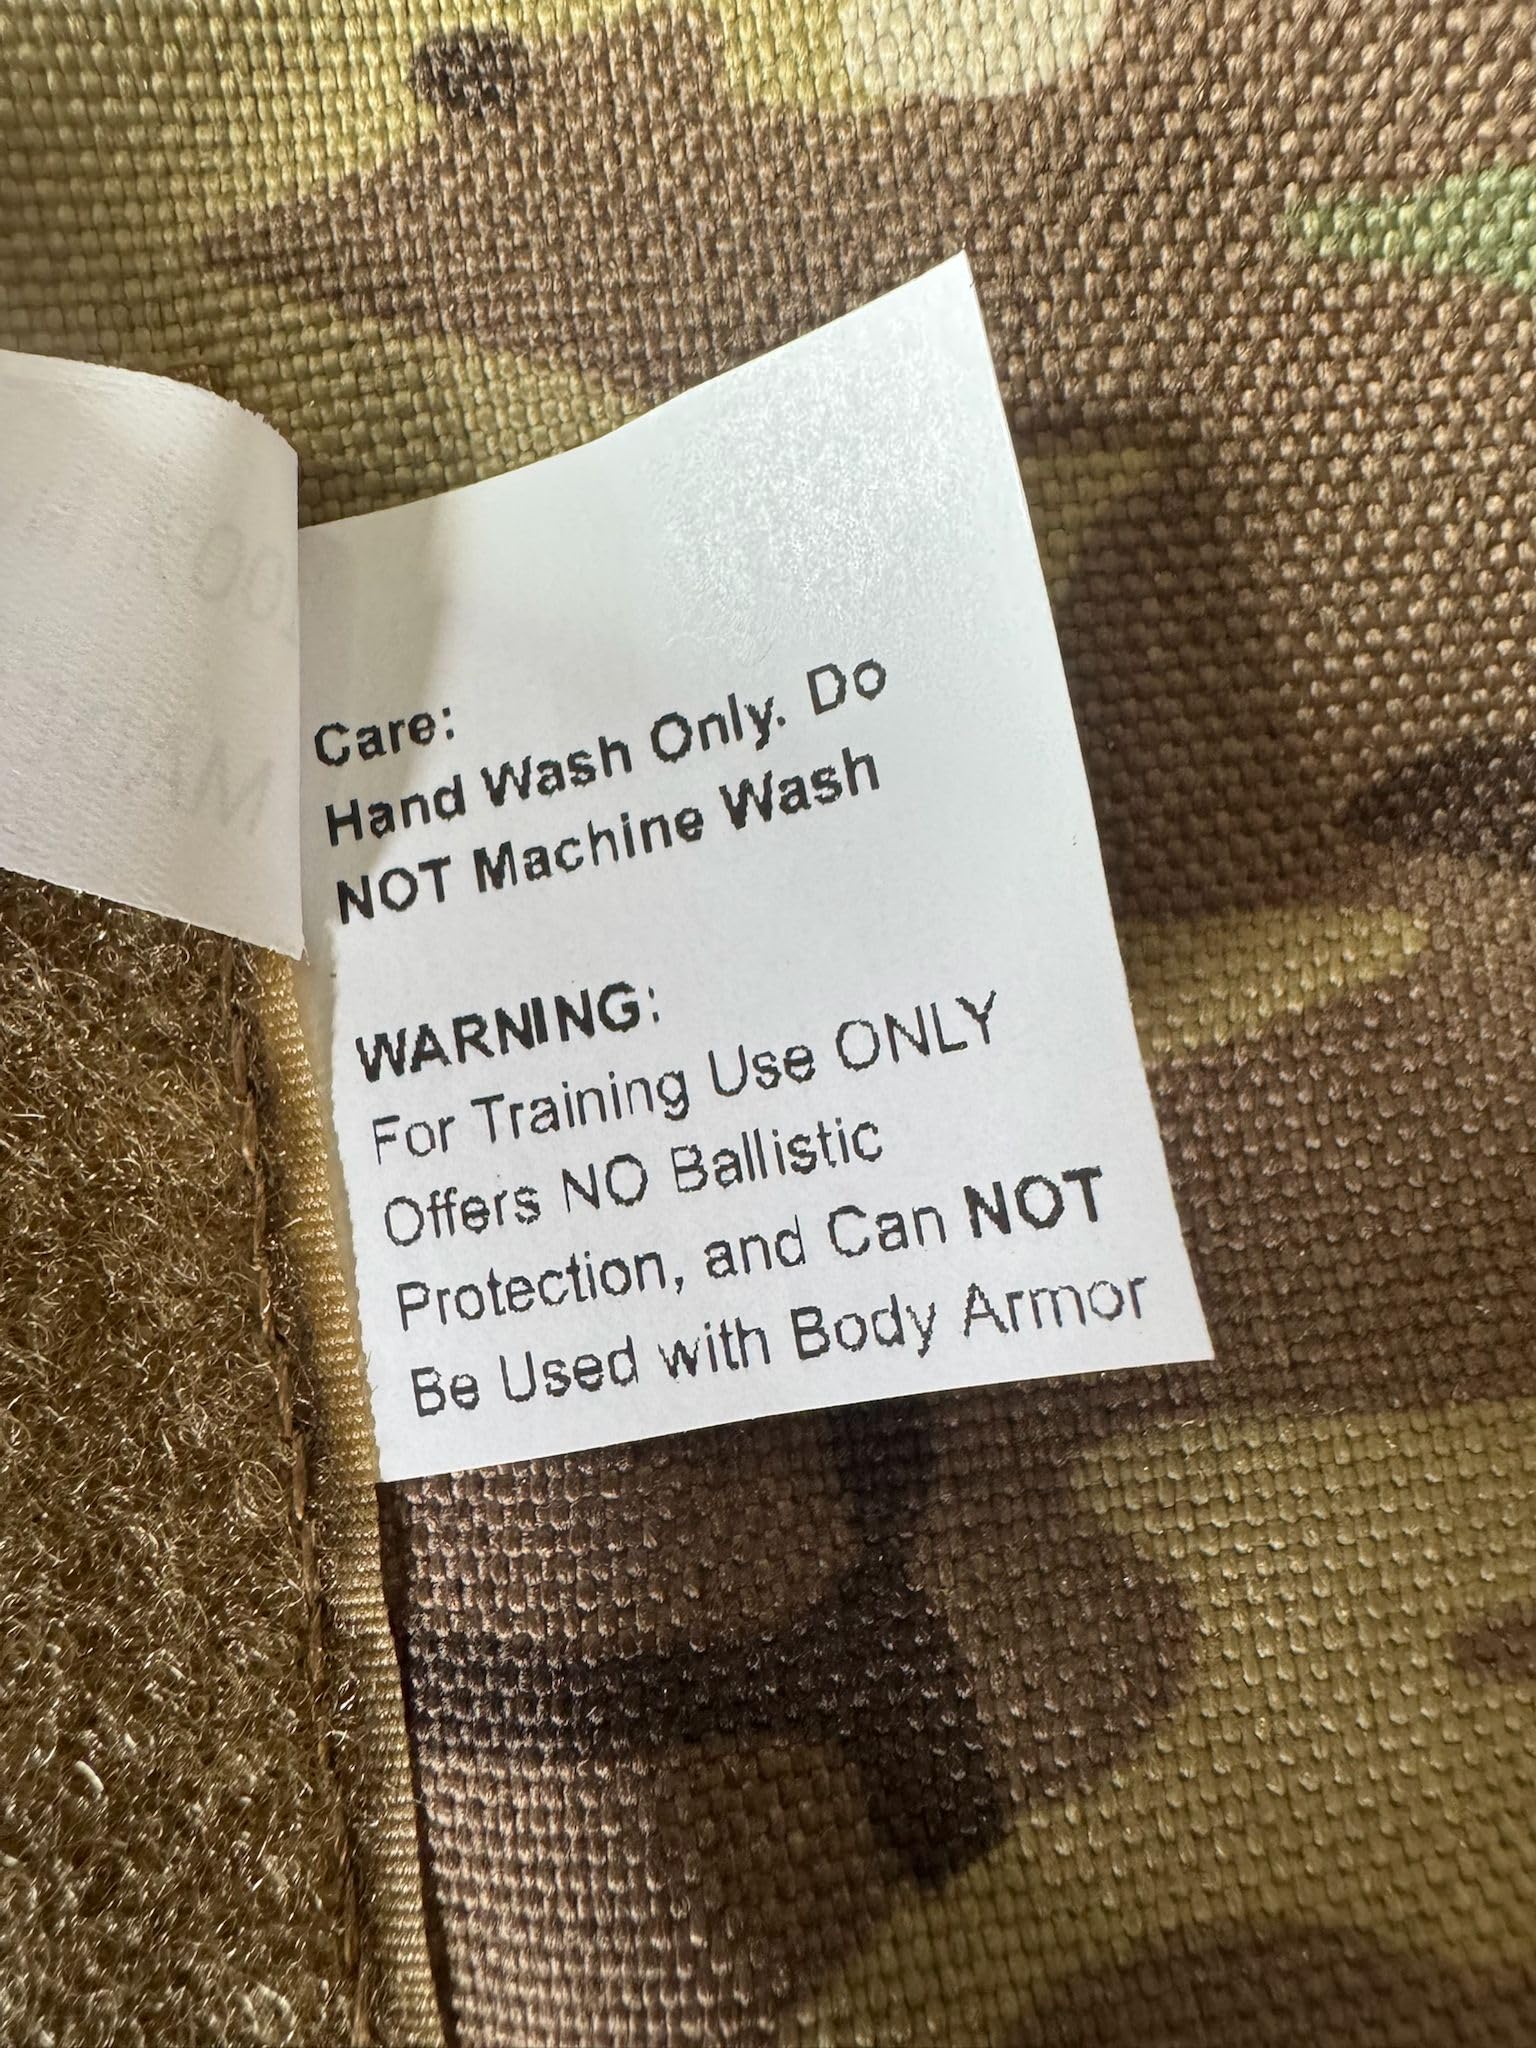 Care:
Hand Wash Only. Do
NOT Machine Wash
WARNING:
For Training Use ONLY
Offers NO Ballistic
Protection, and Can NOT
Be Used with Body Armor